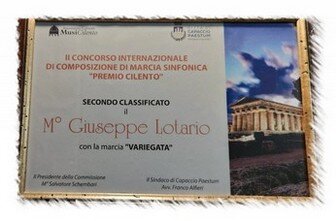 MusiCilento
CAPACCIO
PAESTUM
II CONCORSO INTERNAZIONALE
DI COMPOSIZIONE DI MARCIA SINFONICA
"PREMIO CILENTO"
SECONDO CLASSIFICATO
il
M° Giuseppe Lotario
con la marcia "VARIEGATA"
Il Presidente della Commissione
M° Salvatore Schembari
Il Sindaco di Capaccio Paestum
Avv. Franco Alfieri